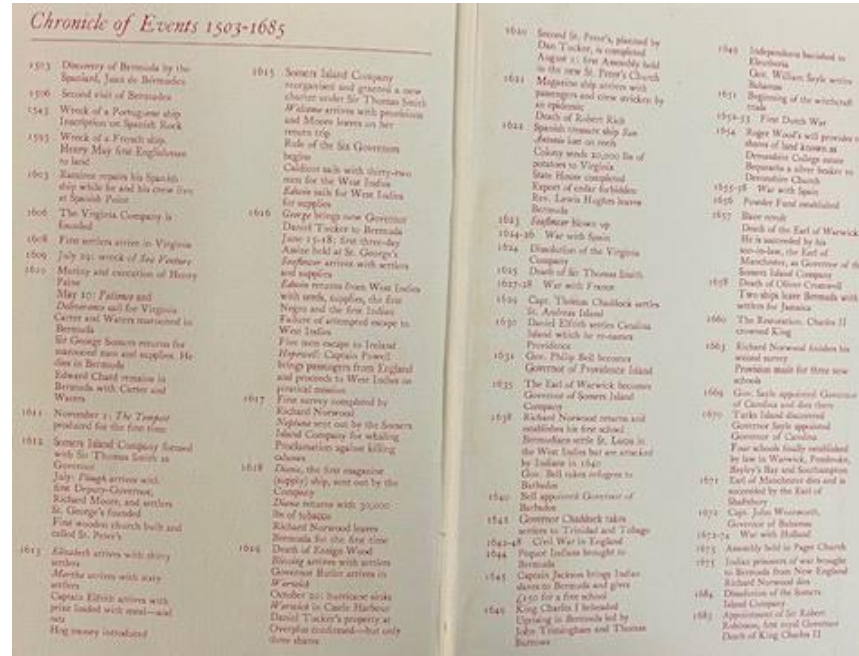 Chronicle of Events 1503-1685
1503 Discovery of Bermuda by the
Spaniard, Juan de Bermudez
1506 Second visit of Bermudez
1543 Wreck of a Portuguese ship
Inscription on Spanish Rock
1593 Wreck of a French ship
Henry May first Englishman
to land
1603 Ramirez repairs his Spanish
ship while he and his crew live
at Spanish Point
1606 The Virginia Company is
founded
1608 First settlers arrive in Virginia
1609 July 29: wreck of Sea Venture
1610 Mutiny and execution of Henry
Paine
May 10: Patience and
Deliverance sail for Virginia
Carter and Waters marooned in
Bermuda
Sir George Somers returns for
marooned men and supplies. He
dies in Bermuda
Edward Chard remains in
Bermuda with Carter and
Waters
1611 November 1: The Tempest
produced for the first time
1612 Somers Island Company formed
with Sir Thomas Smith as
Governor
July: Plough arrives with
first Deputy-Governor,
Richard Moore, and settlers
St. George's founded
First wooden church built and
called St. Peter's
1613 Elizabeth arrives with thirty
settlers
Martha arrives with sixty
settlers
Captain Elfrith arrives with
prize loaded with meal—and
rats
Hog money introduced
1615 Somers Island Company
reorganised and granted a new
charter under Sir Thomas Smith
Welcome arrives with provisions
and Moore leaves on her
return trip
Rule of the Six Governors
begins
Caldicot sails with thirty-two
men for the West Indies
Edwin sails for West Indies
for supplies
1616 George brings new Governor
Daniel Tucker to Bermuda
June 15-18: first three-day
Assize held at St. George's
Seaflower arrives with settlers
and supplies
Edwin returns from West Indies
with seeds, supplies, the first
Negro and the first Indian
Failure of attempted escape to
West Indies
Five men escape to Ireland
Hopewell: Captain Powell
brings passengers from England
and proceeds to West Indies on
piratical mission
1617 First survey completed by
Richard Norwood
Neptune sent out by the Somers
Island Company for whaling
Proclamation against killing
cahows
1618 Diana, the first magazine
(supply) ship, sent out by the
Company
Diana returns with 30,000
lbs of tobacco
Richard Norwood leaves
Bermuda for the first time
1619 Death of Ensign Wood
Blessing arrives with settlers
Governor Butler arrives in
Warwick
October 20: hurricane sinks
Warwick in Castle Harbour
Daniel Tucker's property at
Overplus confirmed—but only
three shares
1620 Second St. Peter's, planned by
Dan Tucker, is completed
August 1: first Assembly held
in the new St. Peter's Church
1621 Magazine ship arrives with
passengers and crew stricken by
an epidemic
Death of Robert Rich
1622 Spanish treasure ship San
Antonio lost on reefs
Colony sends 20,000 lbs of
potatoes to Virginia
State House completed
Export of cedar forbidden
Rev. Lewis Hughes leaves
Bermuda
1623 Seaflower blown up
1624-26 War with Spain
1624 Dissolution of the Virginia
Company
1625 Death of Sir Thomas Smith
1627-28 War with France
1629 Capt. Thomas Chaddock settles
St. Andreas Island
1630 Daniel Elfrith settles Catalina
Island which he re-names
Providence
1631 Gov. Philip Bell becomes
Governor of Providence Island
1635 The Earl of Warwick becomes
Governor of Somers Island
Company
1638 Richard Norwood returns and
establishes his first school
Bermudians settle St. Lucia in
the West Indies but are attacked
by Indians in 1640
Gov. Bell takes refugees to
Barbados
1640 Bell appointed Governor of
Barbados
1642 Governor Chaddock takes
settlers to Trinidad and Tobago
1642-48 Civil War in England
1644 Pequot Indians brought to
Bermuda
1645 Captain Jackson brings Indian
slaves to Bermuda and gives
£150 for a free school
1649 King Charles I beheaded
Uprising in Bermuda led by
John Trimingham and Thomas
Burrows
1649 Independents banished to
Eleutheria
Gov. William Sayle settles
Bahamas
1651 Beginning of the witchcraft
trials
1652-53 First Dutch War
1654 Roger Wood's will provides
shares of land known as
Devonshire College estate
Bequeaths a silver beaker to
Devonshire Church
1655-58 War with Spain
1656 Powder Fund established
1657 Slave revolt
Death of the Earl of Warwick
He is succeeded by his
son-in-law, the Earl of
Manchester, as Governor of the
Somers Island Company
1658 Death of Oliver Cromwell
Two ships leave Bermuda with
settlers for Jamaica
1660 The Restoration. Charles II
crowned King
1663 Richard Norwood finishes his
second survey
Provision made for three new
schools
1669 Gov. Sayle appointed Governor
of Carolina and dies there
1670 Turks Island discovered
Governor Sayle appointed
Governor of Carolina
Four schools finally established
by law in Warwick, Pembroke,
Bayley's Bay and Southampton
1671 Earl of Manchester dies and is
succeeded by the Earl of
Shaftsbury
1672 Capt. John Wentworth,
Governor of Bahamas
1672-74 War with Holland
1673 Assembly held in Paget Church
1675 Indian prisoners of war brought
to Bermuda from New England
Richard Norwood dies
1684 Dissolution of the Somers
Island Company
1685 Appointment of Sir Robert
Robinson, first royal Governor
Death of King Charles II